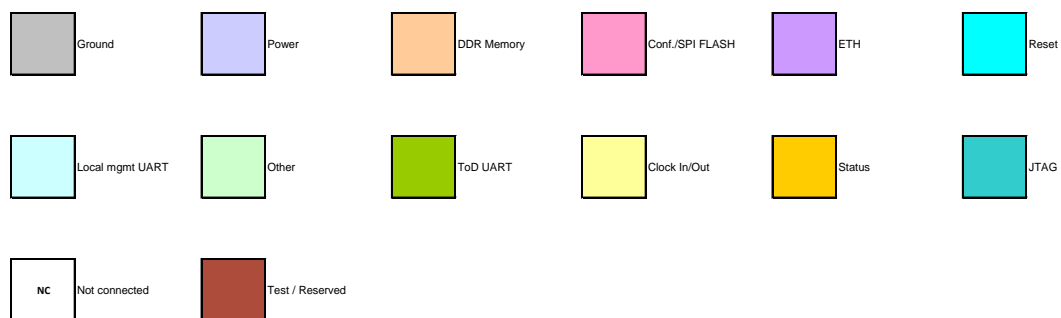 Ground
Power
DDR Memory
Conf./SPI FLASH
ETH
Reset
Local mgmt UART
Other
ToD UART
Clock In/Out
Status
JTAG
NC
Not connected
Test / Reserved